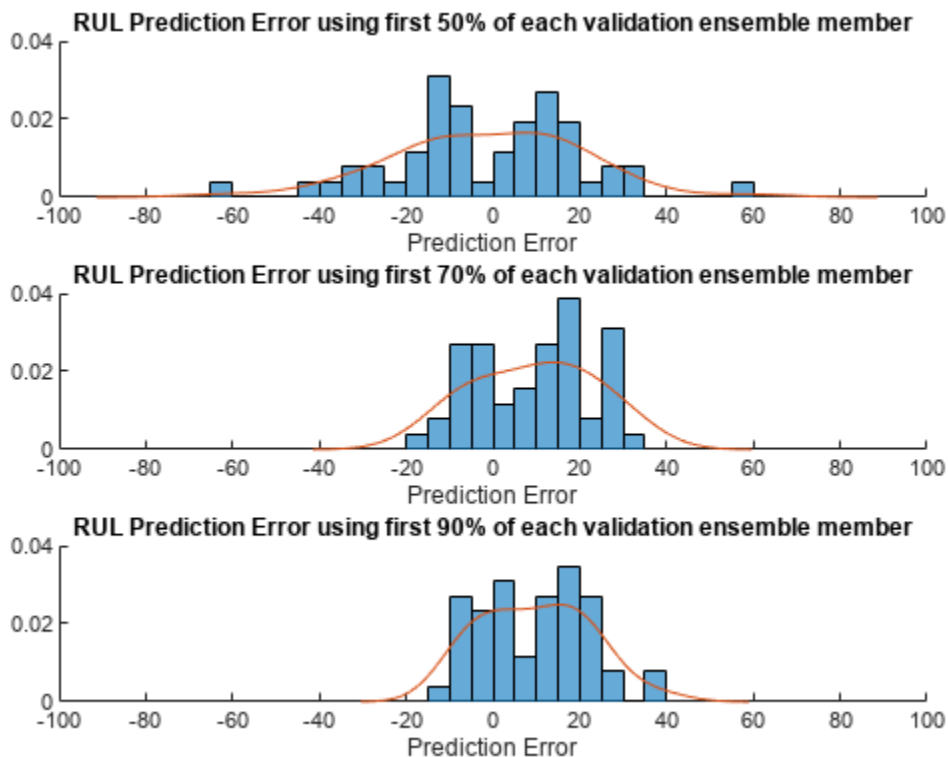 RUL Prediction Error using first 50% of each validation ensemble member
0.04
0.02
0
-100 -80 -60 -40 -20 0 20 40 60 80 100
Prediction Error
RUL Prediction Error using first 70% of each validation ensemble member
0.04
0.02
0
-100 -80 -60 -40 -20 0 20 40 60 80 100
Prediction Error
RUL Prediction Error using first 90% of each validation ensemble member
0.04
0.02
0
-100 -80 -60 -40 -20 0 20 40 60 80 100
Prediction Error